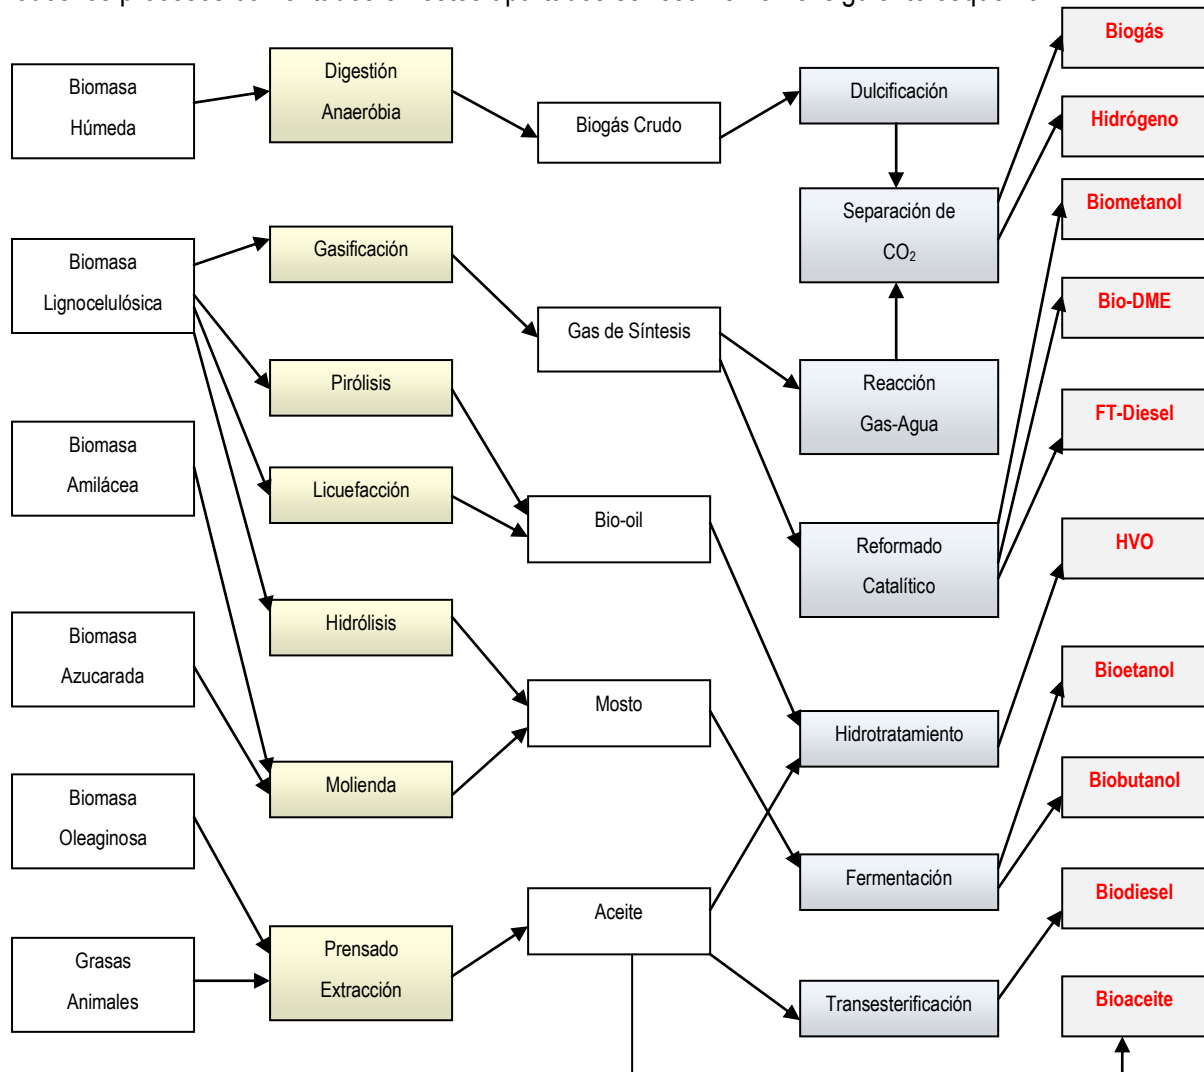 Biomasa
Húmeda
Biomasa
Lignocelulósica
Biomasa
Amilácea
Biomasa
Azucarada
Biomasa
Oleaginosa
Grasas
Animales
Digestión
Anaeróbia
Gasificación
Pirólisis
Licuefacción
Hidrólisis
Molienda
Prensado
Extracción
Biogás Crudo
Gas de Síntesis
Bio-oil
Mosto
Aceite
Dulcificación
Separación de
CO₂
Reacción
Gas-Agua
Reformado
Catalítico
Hidrotratamiento
Fermentación
Transesterificación
Biogás
Hidrógeno
Biometanol
Bio-DME
FT-Diesel
HVO
Bioetanol
Biobutanol
Biodiesel
Bioaceite